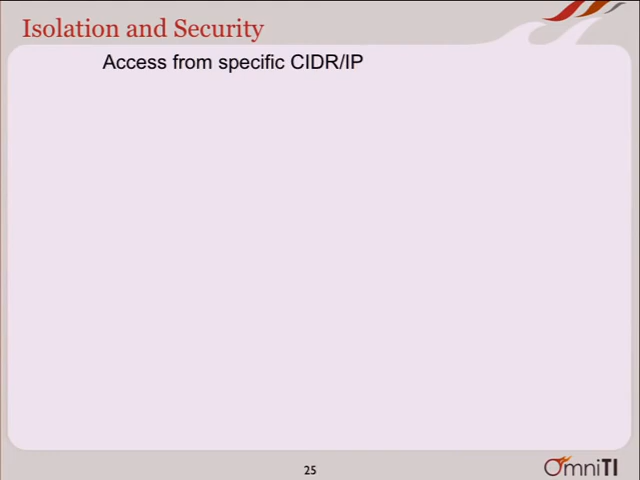 Isolation and Security
Access from specific CIDR/IP
25
OmniTI